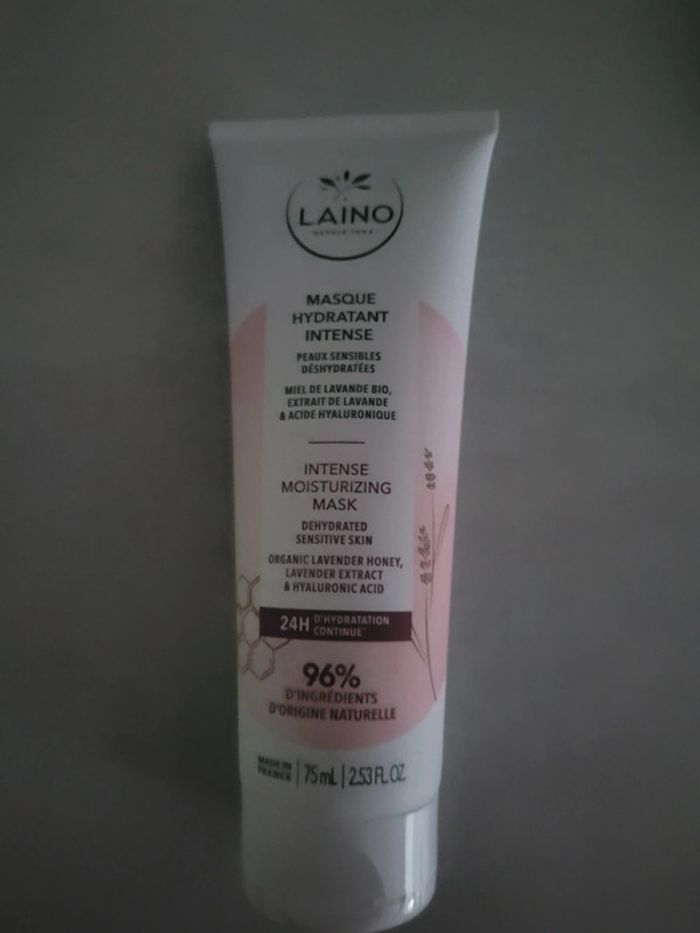 LAINO
MASQUE
HYDRATANT
INTENSE
PEAUX SENSIBLES
DÉSHYDRATÉES
MIEL DE LAVANDE BIO,
EXTRAIT DE LAVANDE
& ACIDE HYALURONIQUE
INTENSE
MOISTURIZING
MASK
DEHYDRATED
SENSITIVE SKIN
ORGANIC LAVENDER HONEY,
LAVENDER EXTRACT
& HYALURONIC ACID
24H D'HYDRATATION
CONTINUE*
96%
D'INGRÉDIENTS
D'ORIGINE NATURELLE
MADE IN
FRANCE
75 mL | 2.53 FL. OZ.